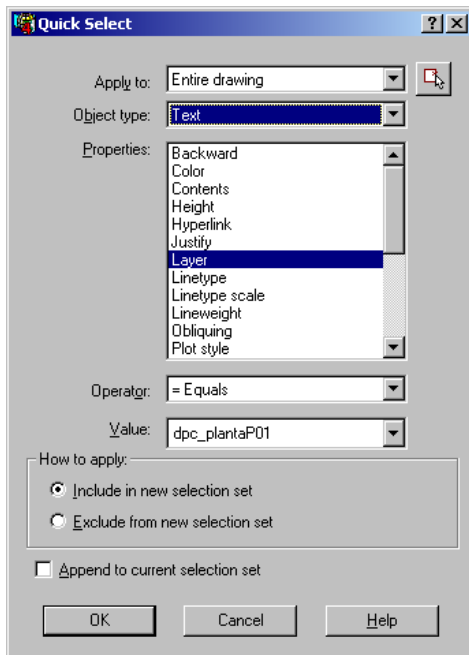 Quick Select
Apply to: Entire drawing
Object type: Text
Properties:
Backward
Color
Contents
Height
Hyperlink
Justify
Layer
Linetype
Linetype scale
Lineweight
Obliquing
Plot style
Operator: = Equals
Value: dpc_plantaP01
How to apply:
Include in new selection set
Exclude from new selection set
Append to current selection set
OK Cancel Help